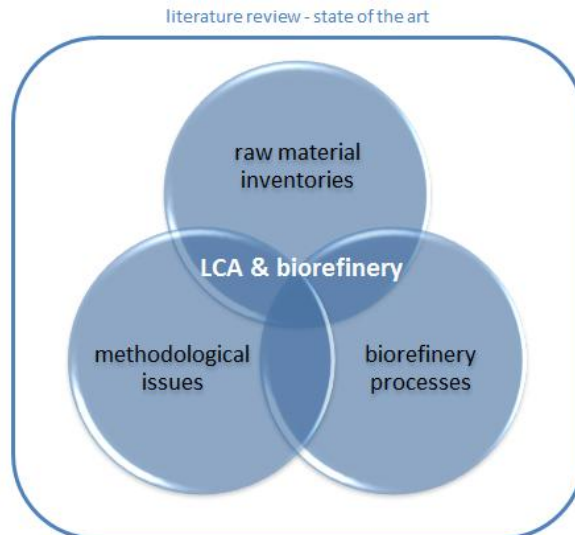 literature review - state of the art
raw material
inventories
LCA & biorefinery
methodological
issues
biorefinery
processes